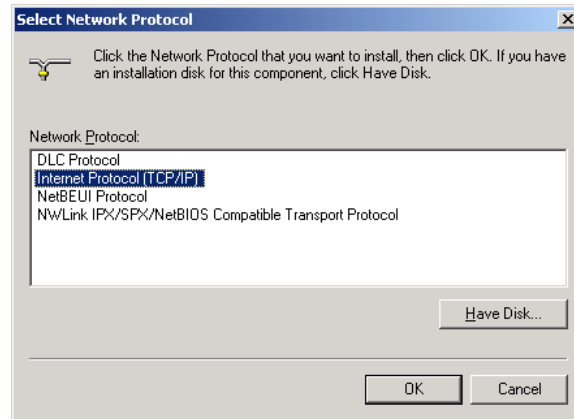 Select Network Protocol
Click the Network Protocol that you want to install, then click OK. If you have
an installation disk for this component, click Have Disk.
Network Protocol:
DLC Protocol
Internet Protocol (TCP/IP)
NetBEUI Protocol
NWLink IPX/SPX/NetBIOS Compatible Transport Protocol
Have Disk...
OK
Cancel